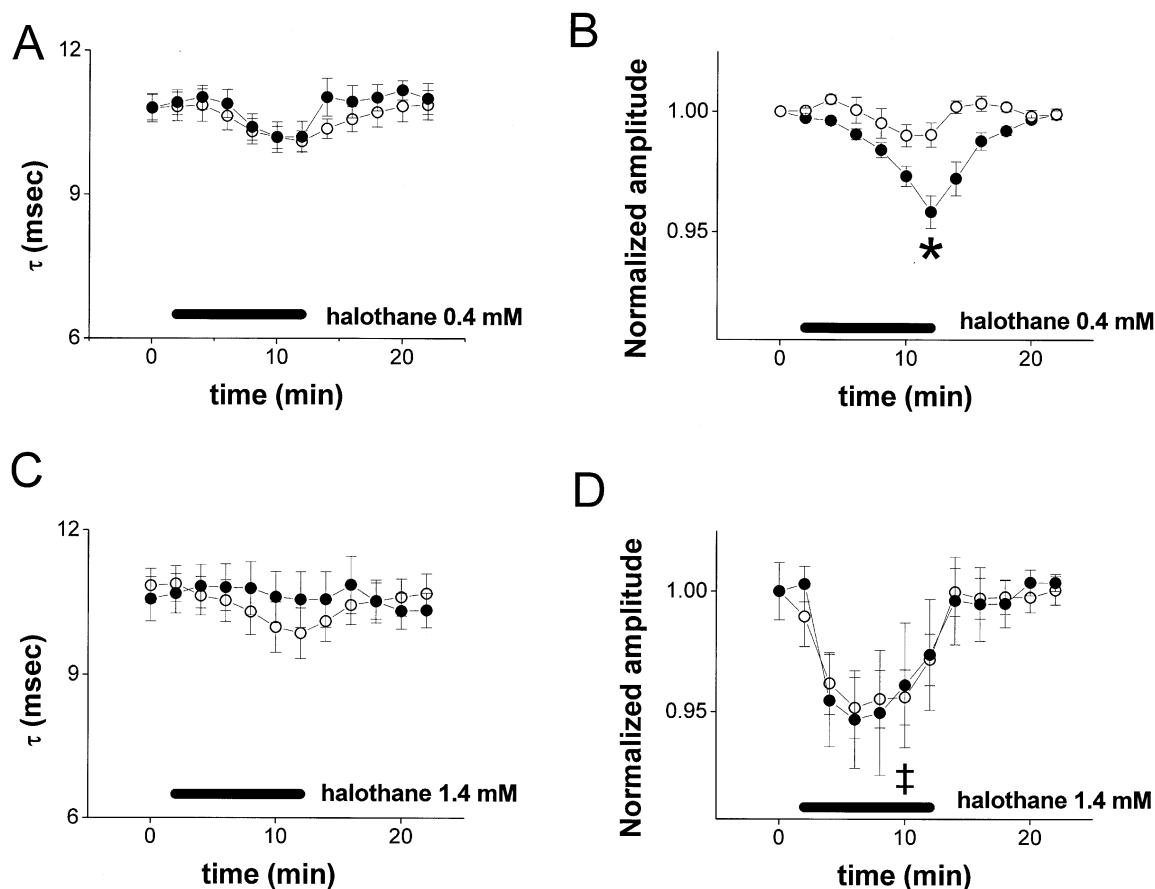 A
12
9
6
τ (msec)
halothane 0.4 mM
0 10 20
time (min)
B
1.00
0.95
Normalized amplitude
*
halothane 0.4 mM
0 10 20
time (min)
C
12
9
6
τ (msec)
halothane 1.4 mM
0 10 20
time (min)
D
1.00
0.95
Normalized amplitude
‡
halothane 1.4 mM
0 10 20
time (min)